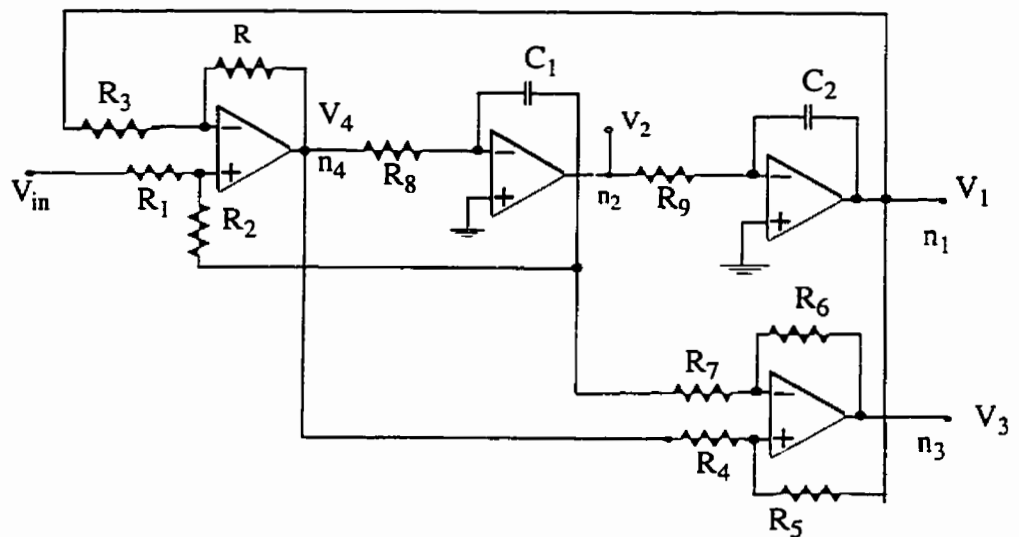 R
C₁
C₂
R₃
V₄
V₂
n₄
R₈
n₂
R₉
V₁
n₁
Vᵢₙ
R₁
R₂
R₆
R₇
V₃
n₃
R₄
R₅